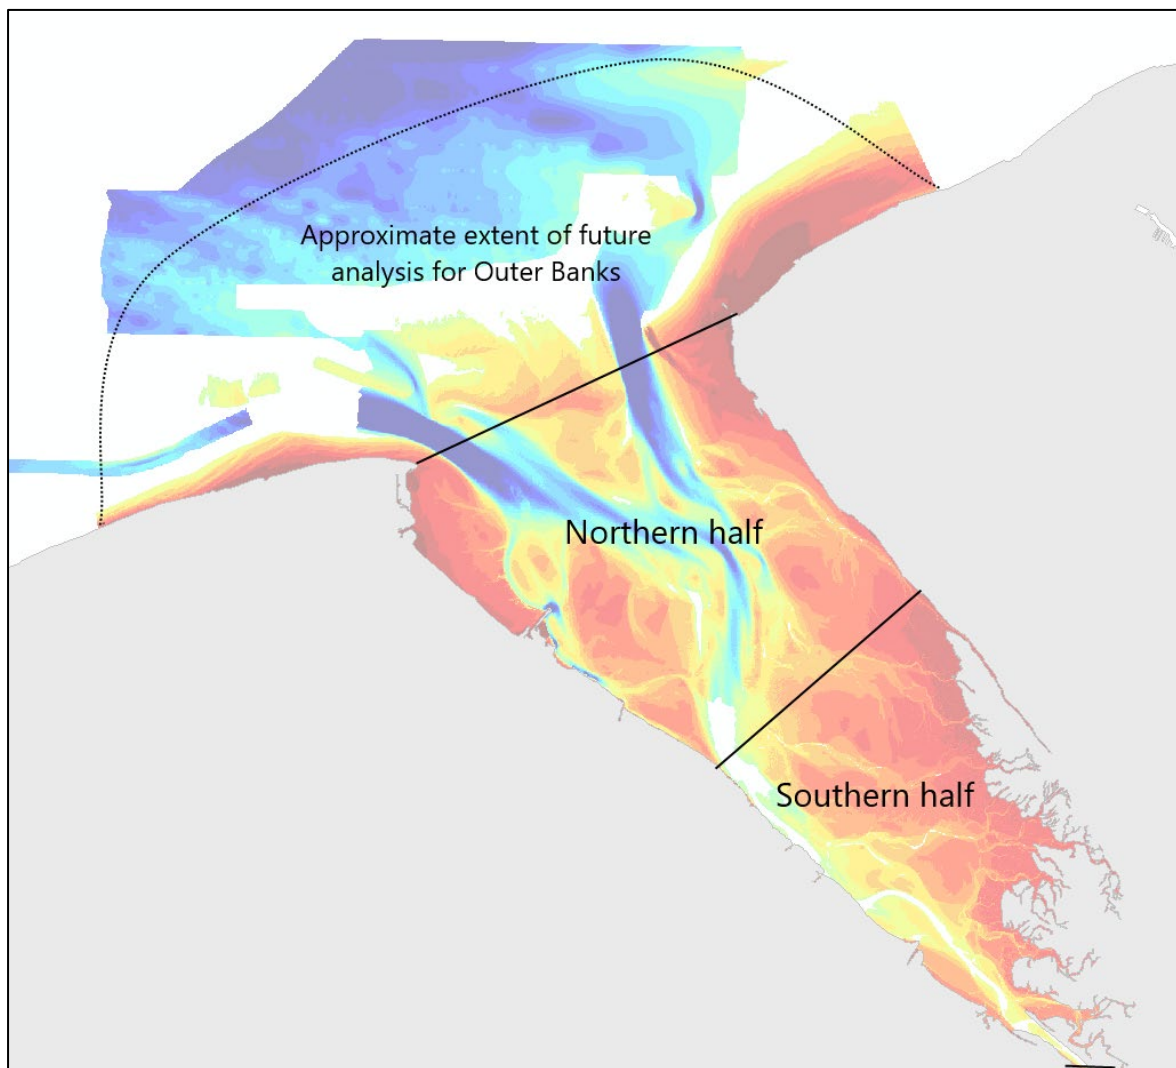 Approximate extent of future
analysis for Outer Banks
Northern half
Southern half